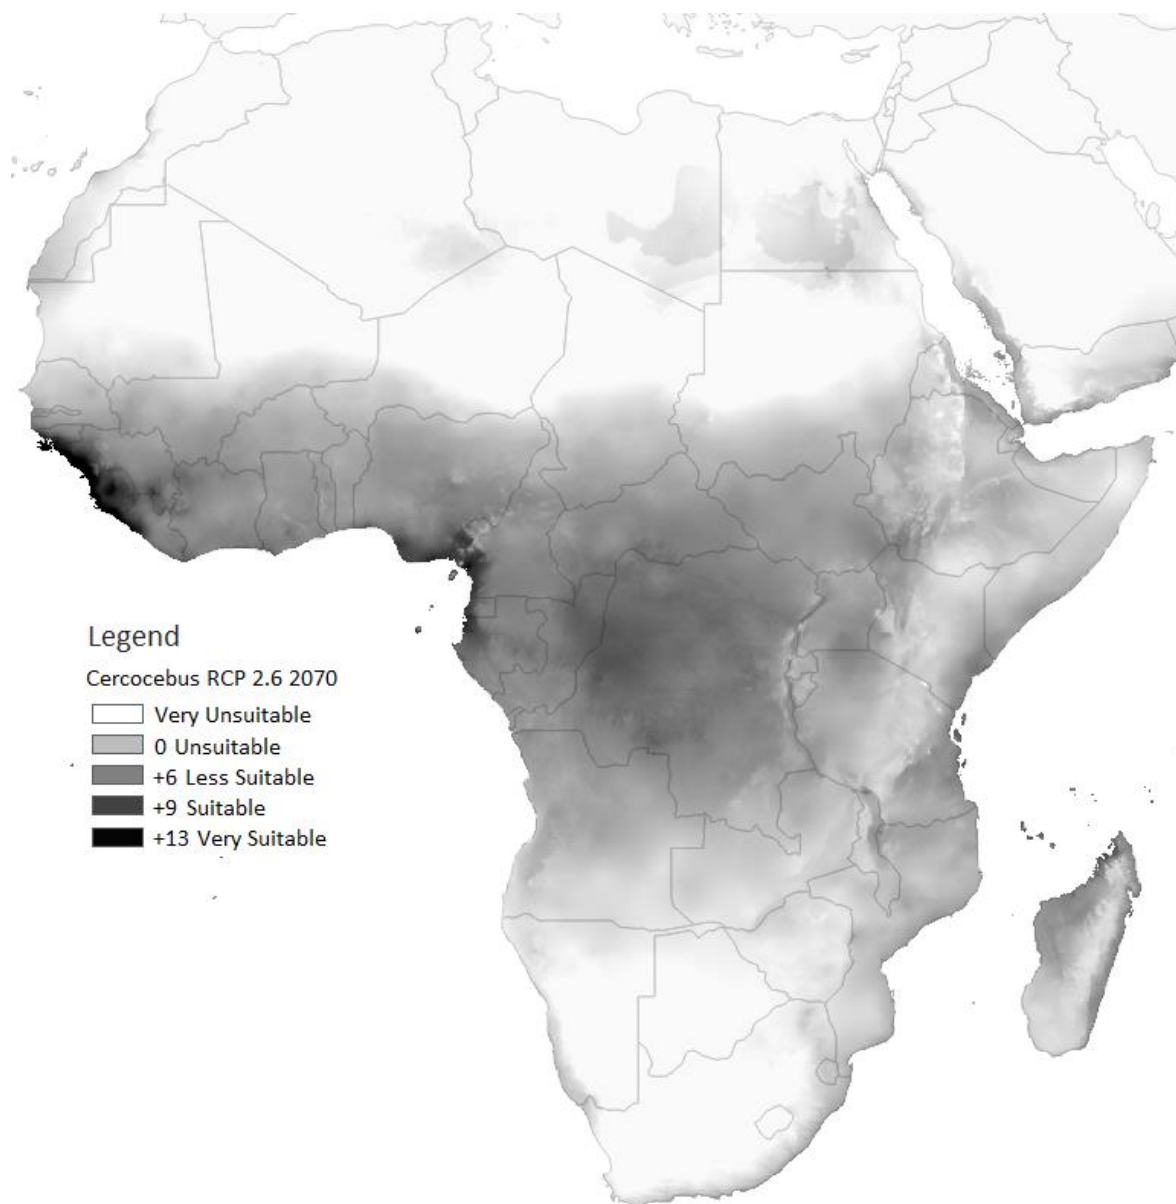 Legend
Cercocebus RCP 2.6 2070
Very Unsuitable
0 Unsuitable
+6 Less Suitable
+9 Suitable
+13 Very Suitable